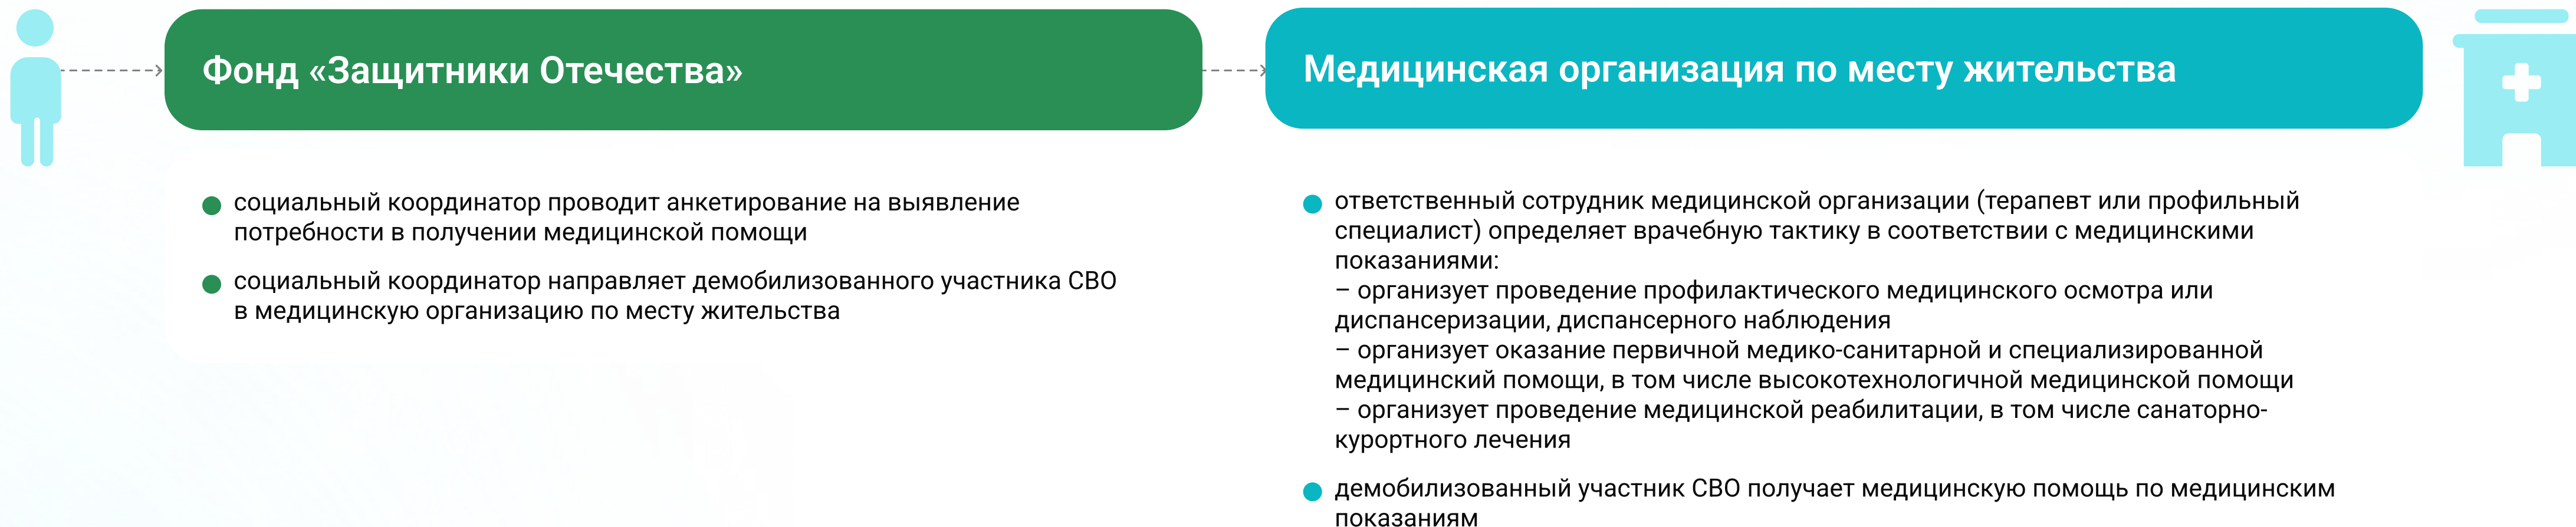 Фонд «Защитники Отечества»
социальный координатор проводит анкетирование на выявление
потребности в получении медицинской помощи
социальный координатор направляет демобилизованного участника СВО
в медицинскую организацию по месту жительства
Медицинская организация по месту жительства
ответственный сотрудник медицинской организации (терапевт или профильный
специалист) определяет врачебную тактику в соответствии с медицинскими
показаниями:
– организует проведение профилактического медицинского осмотра или
диспансеризации, диспансерного наблюдения
– организует оказание первичной медико-санитарной и специализированной
медицинский помощи, в том числе высокотехнологичной медицинской помощи
– организует проведение медицинской реабилитации, в том числе санаторно-
курортного лечения
демобилизованный участник СВО получает медицинскую помощь по медицинским
показаниям